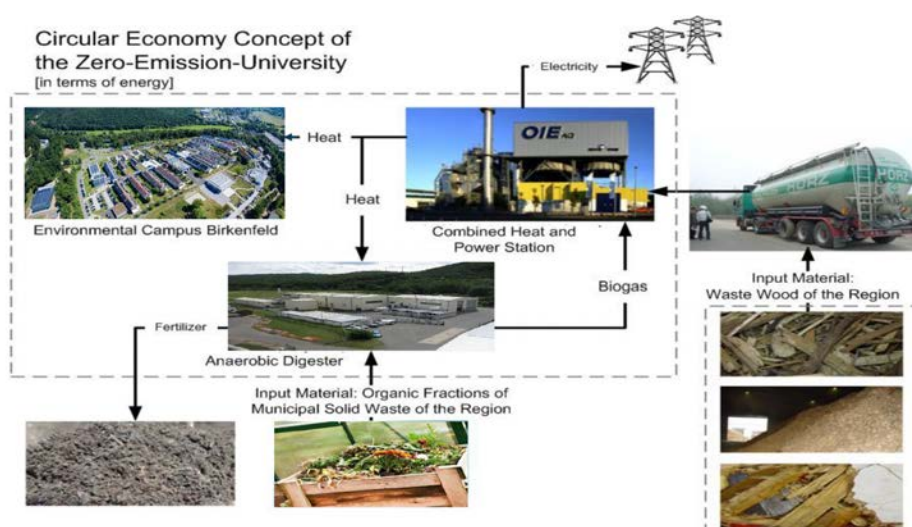 Circular Economy Concept of
the Zero-Emission-University
[in terms of energy]
Electricity
Heat
OIE AG
HÖRZ
Heat
Environmental Campus Birkenfeld
Combined Heat and
Power Station
Input Material:
Waste Wood of the Region
Biogas
Fertilizer
Anaerobic Digester
Input Material: Organic Fractions of
Municipal Solid Waste of the Region